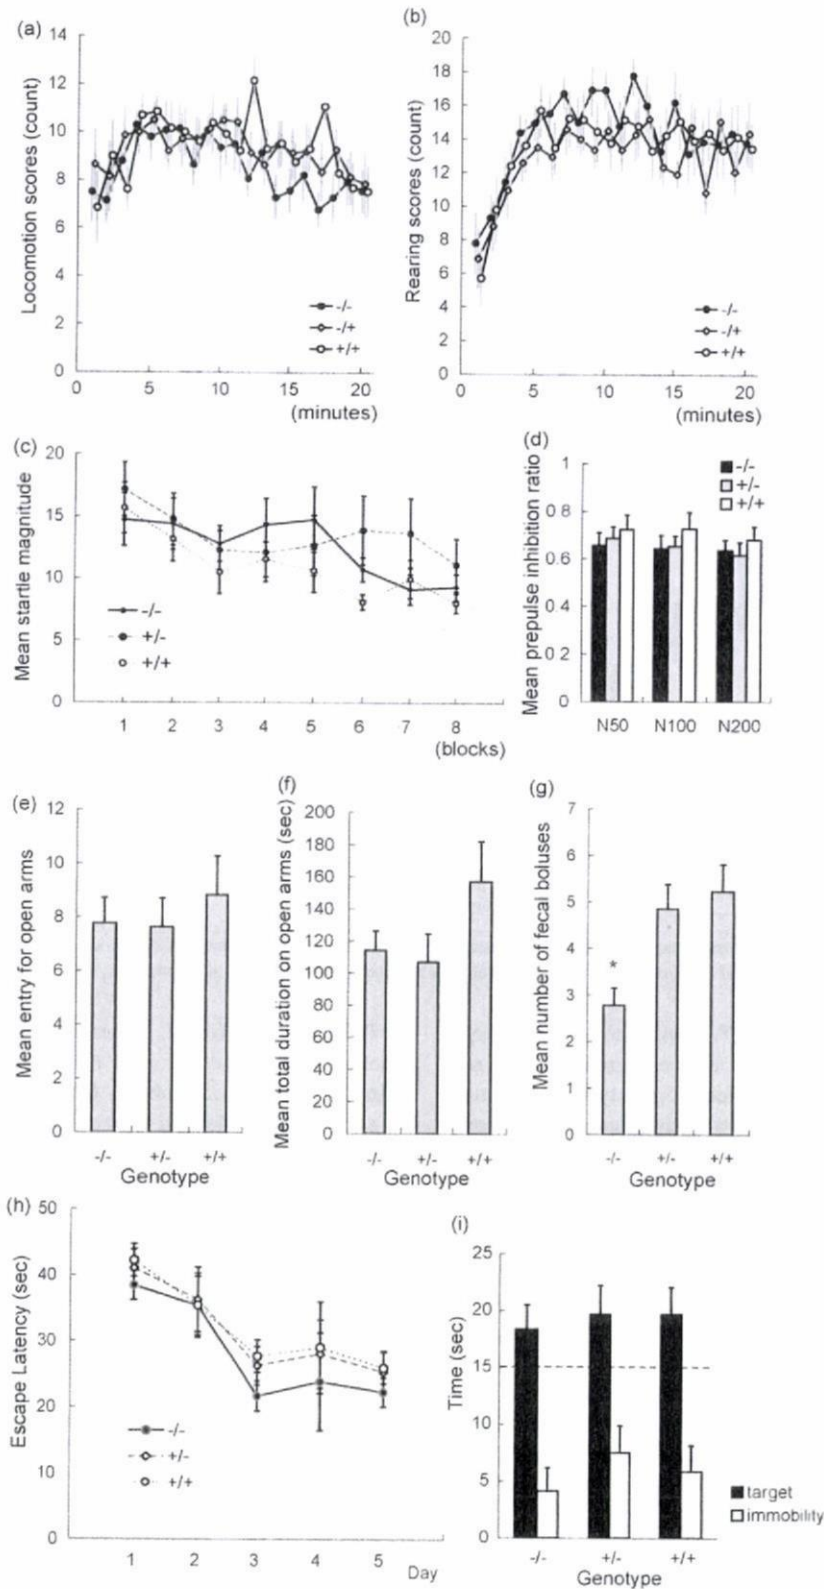 (a)
Locomotion scores (count)
14
12
10
8
6
4
2
0
-/-
-/+
+/+
0 5 10 15 20
(minutes)
(b)
Rearing scores (count)
20
18
16
14
12
10
8
6
4
2
0
-/-
-/+
+/+
0 5 10 15 20
(minutes)
(c)
Mean startle magnitude
20
15
10
5
0
-/-
+/-
+/+
1 2 3 4 5 6 7 8
(blocks)
(d)
Mean prepulse inhibition ratio
1
0.8
0.6
0.4
0 2
0
-/-
+/-
+/+
N50 N100 N200
(e)
Mean entry for open arms
12
10
8
6
4
2
0
-/- +/- +/+
Genotype
(f)
Mean total duration on open arms (sec)
200
180
160
140
120
100
80
60
40
20
0
-/- +/- +/+
Genotype
(g)
Mean number of fecal boluses
7
6
5
4
3
2
1
0
*
-/- +/- +/+
Genotype
(h)
Escape Latency (sec)
50
40
30
20
10
0
-/-
+/-
+/+
1 2 3 4 5 Day
(i)
Time (sec)
25
20
15
10
5
0
target
immobility
-/- +/- +/+
Genotype